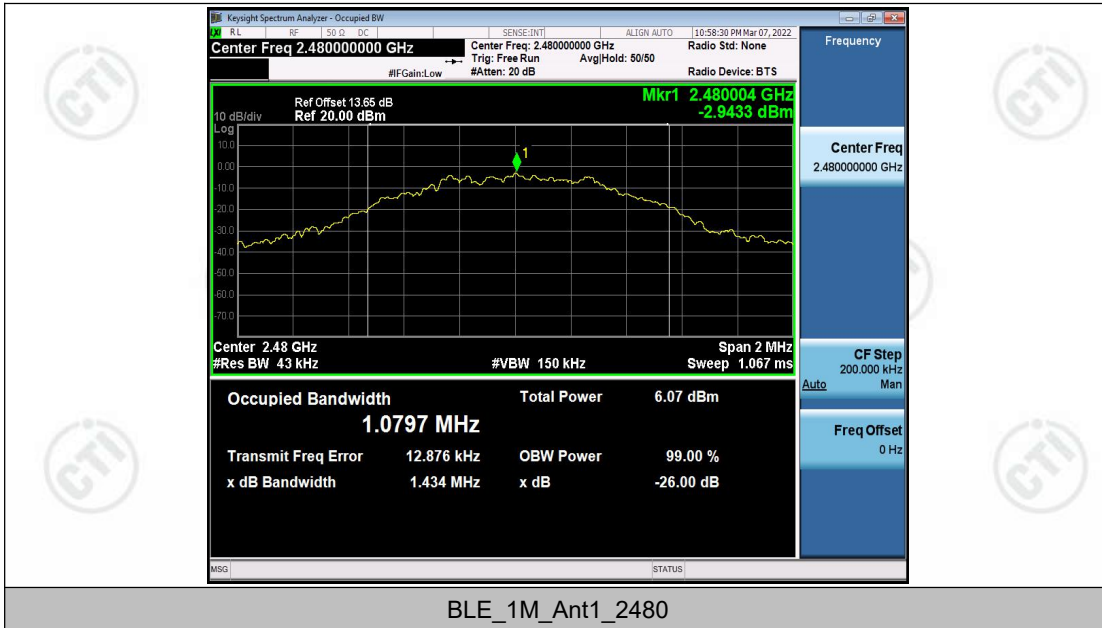 Keysight Spectrum Analyzer - Occupied BW
LXI RL RF 50 Ω DC SENSE:INT ALIGN AUTO 10:58:30 PM Mar 07, 2022
Center Freq 2.480000000 GHz Center Freq: 2.480000000 GHz Radio Std: None Frequency
Trig: Free Run Avg|Hold: 50/50
#IFGain:Low #Atten: 20 dB Radio Device: BTS
Mkr1 2.480004 GHz
-2.9433 dBm
Ref Offset 13.65 dB
10 dB/div Ref 20.00 dBm
Log
10.0
1
0.00
-10.0
-20.0
-30.0
-40.0
-50.0
-60.0
-70.0
Center Freq
2.480000000 GHz
Center 2.48 GHz Span 2 MHz
#Res BW 43 kHz #VBW 150 kHz Sweep 1.067 ms
CF Step
200.000 kHz
Auto Man
Freq Offset
0 Hz
Occupied Bandwidth Total Power 6.07 dBm
1.0797 MHz
Transmit Freq Error 12.876 kHz OBW Power 99.00 %
x dB Bandwidth 1.434 MHz x dB -26.00 dB
MSG STATUS
BLE_1M_Ant1_2480
CTI
CTI
CTI
CTI